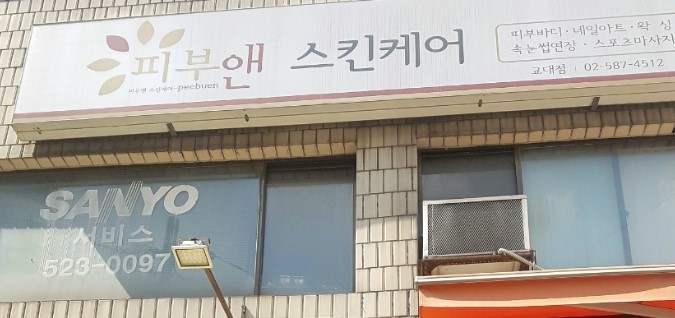 피부앤 스킨케어
피부앤 스킨케어-peebuen
피부바디·네일아트·왁싱
속눈썹연장·스포츠마사지
교대점 | 02-587-4512
SANYO
서비스
523-0097